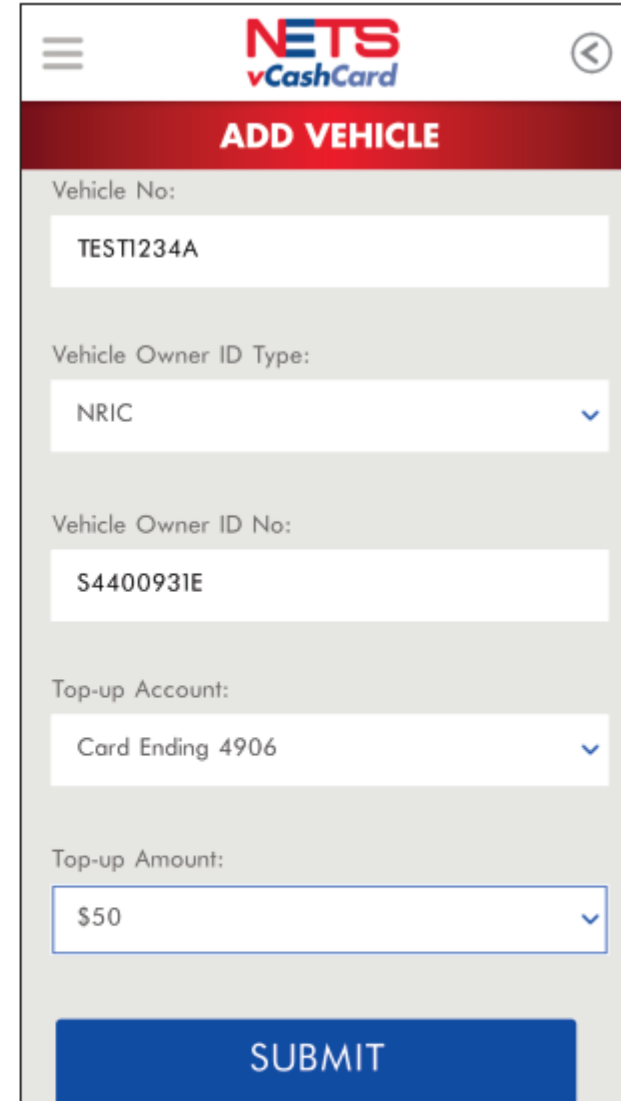 NETS
vCashCard
ADD VEHICLE
Vehicle No:
TEST1234A
Vehicle Owner ID Type:
NRIC
Vehicle Owner ID No:
S4400931E
Top-up Account:
Card Ending 4906
Top-up Amount:
$50
SUBMIT